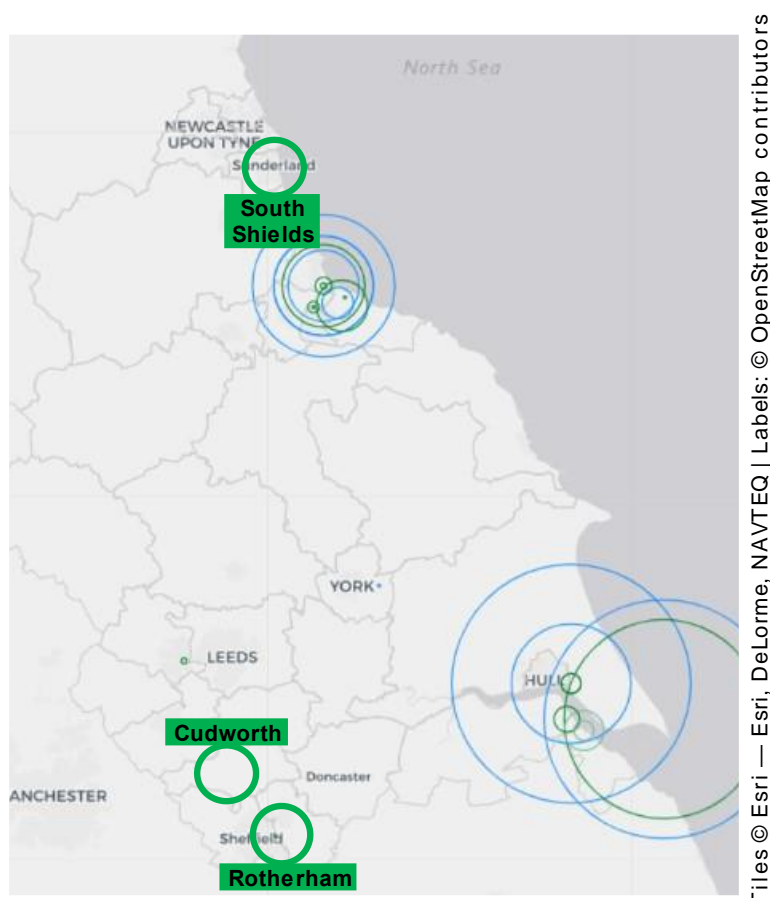 North Sea
NEWCASTLE
UPON TYNE
Sunderland
South
Shields
YORK
LEEDS
HULL
Cudworth
Doncaster
ANCHESTER
Sheffield
Rotherham
Tiles © Esri — Esri, DeLorme, NAVTEQ | Labels: © OpenStreetMap contributors